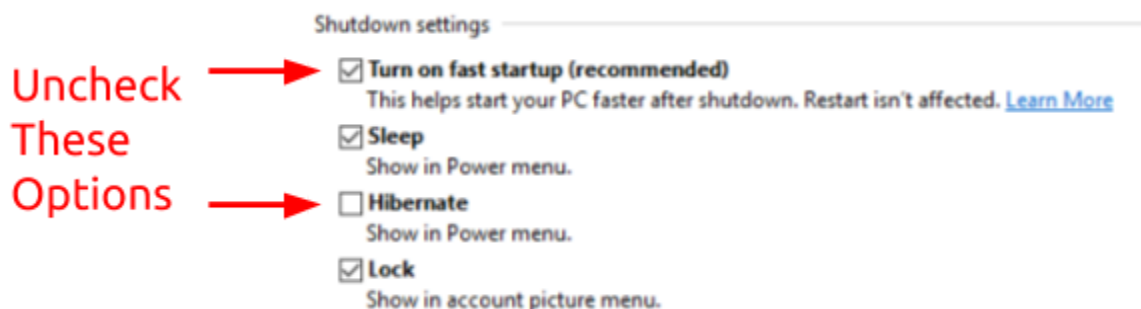 Shutdown settings
Uncheck
These
Options
Turn on fast startup (recommended)
This helps start your PC faster after shutdown. Restart isn't affected. Learn More
Sleep
Show in Power menu.
Hibernate
Show in Power menu.
Lock
Show in account picture menu.